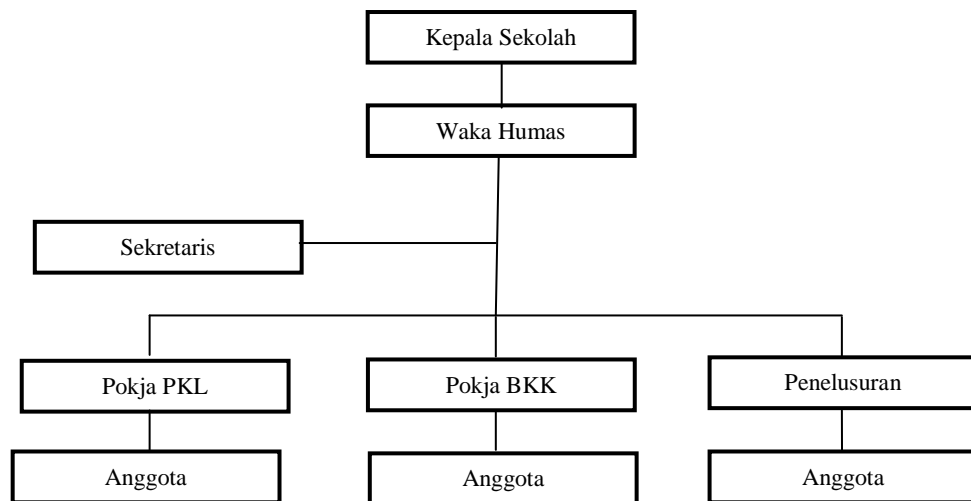 Kepala Sekolah
Waka Humas
Sekretaris
Pokja PKL
Pokja BKK
Penelusuran
Anggota
Anggota
Anggota